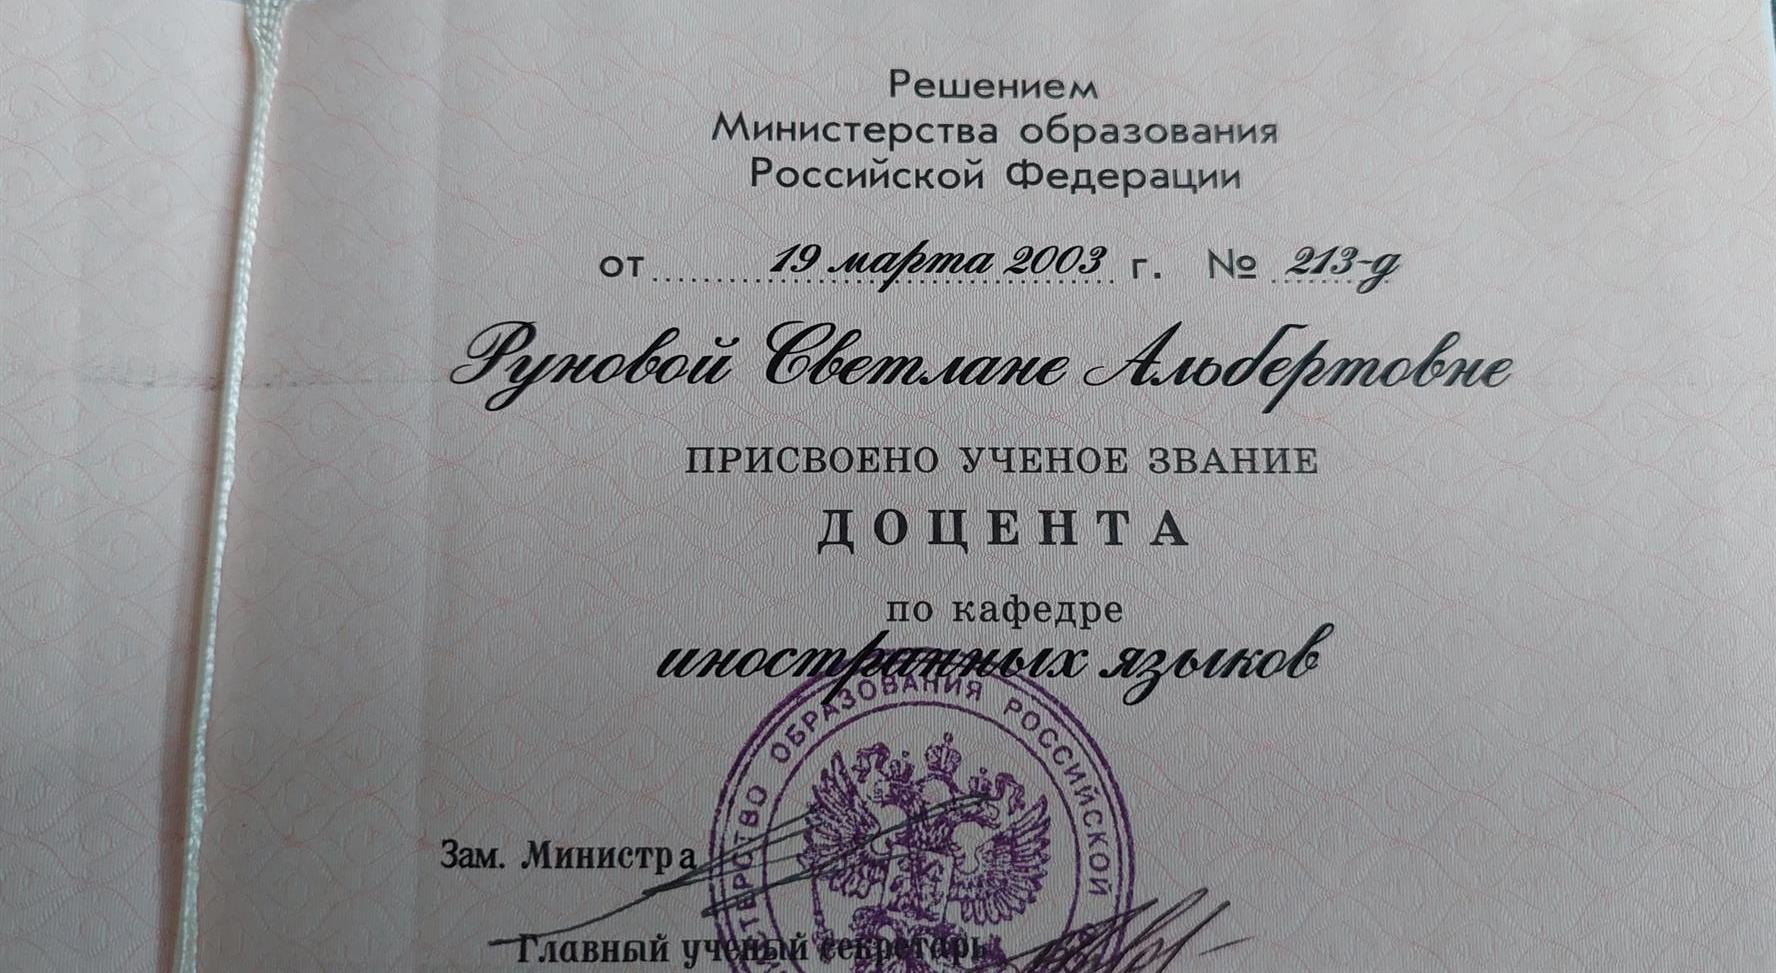 Решением
Министерства образования
Российской Федерации
от 19 марта 2003 г. № 213-д
Руновой Светлане Альбертовне
ПРИСВОЕНО УЧЕНОЕ ЗВАНИЕ
ДОЦЕНТА
по кафедре
иностранных языков
ОБРАЗОВАНИЯ РОССИЙСКОЙ
Зам. Министра
Главный ученый секретарь